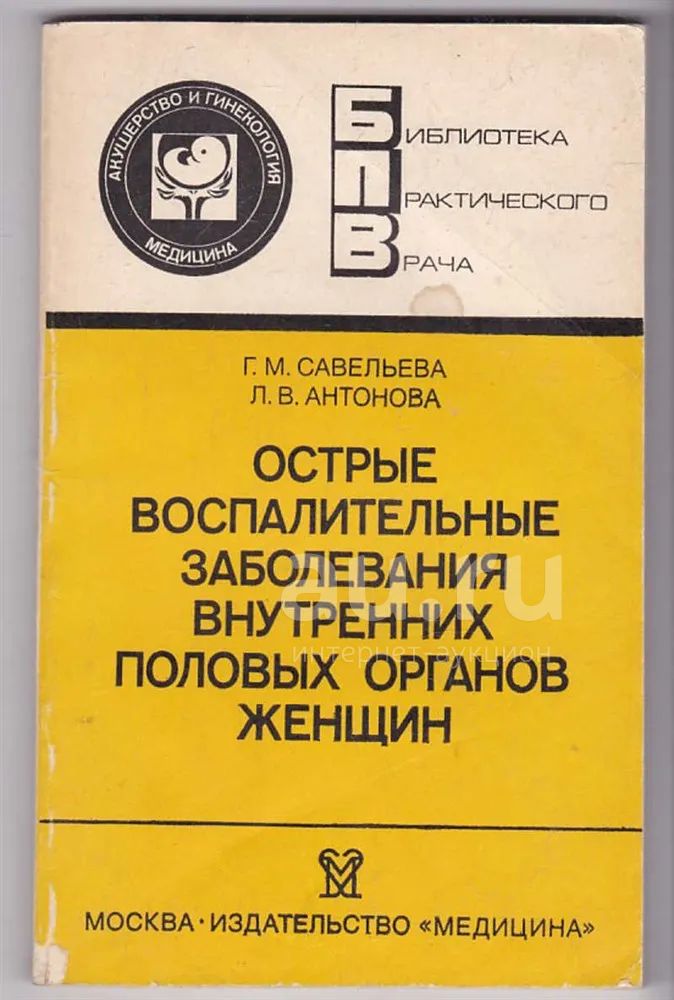 АКУШЕРСТВО И ГИНЕКОЛОГИЯ
МЕДИЦИНА
БИБЛИОТЕКА
ПРАКТИЧЕСКОГО
ВРАЧА
Г. М. САВЕЛЬЕВА
Л. В. АНТОНОВА
ОСТРЫЕ
ВОСПАЛИТЕЛЬНЫЕ
ЗАБОЛЕВАНИЯ
ВНУТРЕННИХ
ПОЛОВЫХ ОРГАНОВ
ЖЕНЩИН
au.ru
интернет-аукцион
МОСКВА · ИЗДАТЕЛЬСТВО «МЕДИЦИНА»